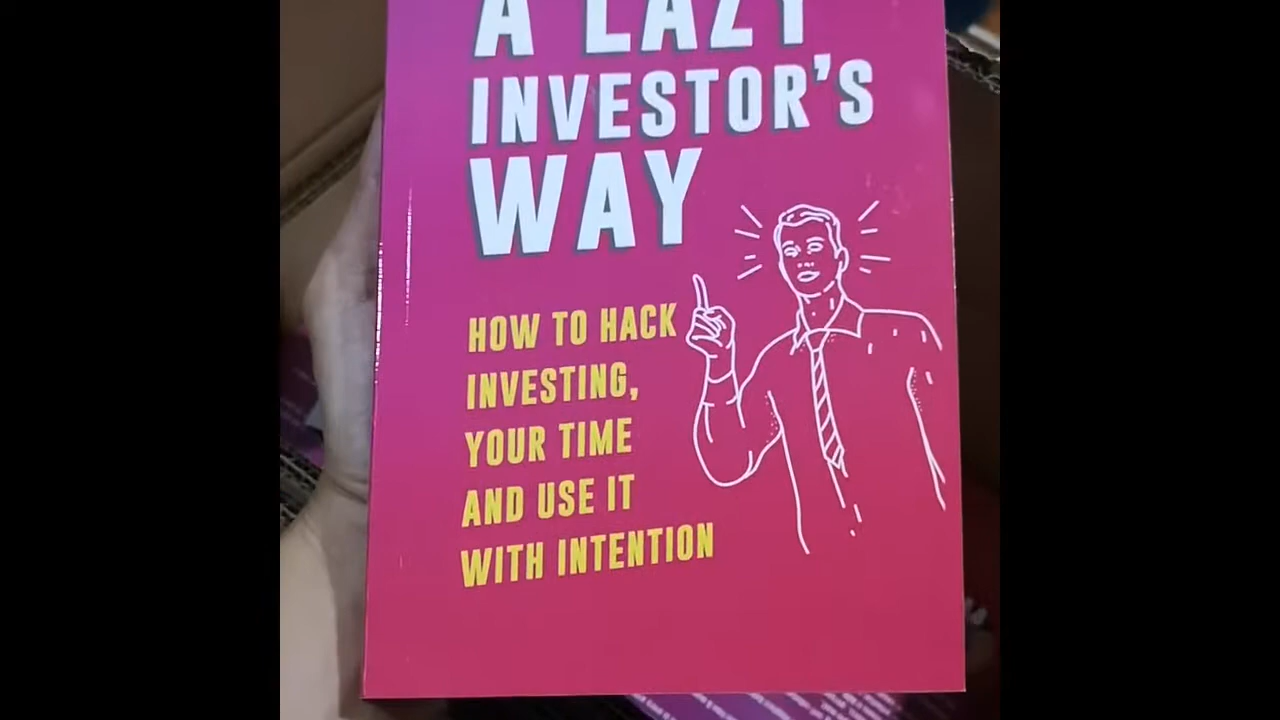 A LAZY
INVESTOR'S
WAY
HOW TO HACK
INVESTING,
YOUR TIME
AND USE IT
WITH INTENTION